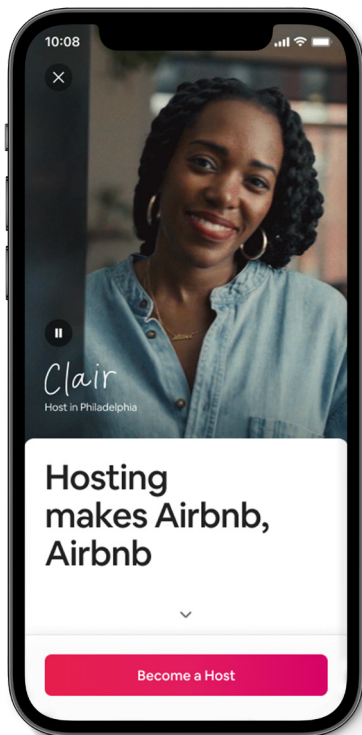 10:08
Clair
Host in Philadelphia
Hosting
makes Airbnb,
Airbnb
Become a Host